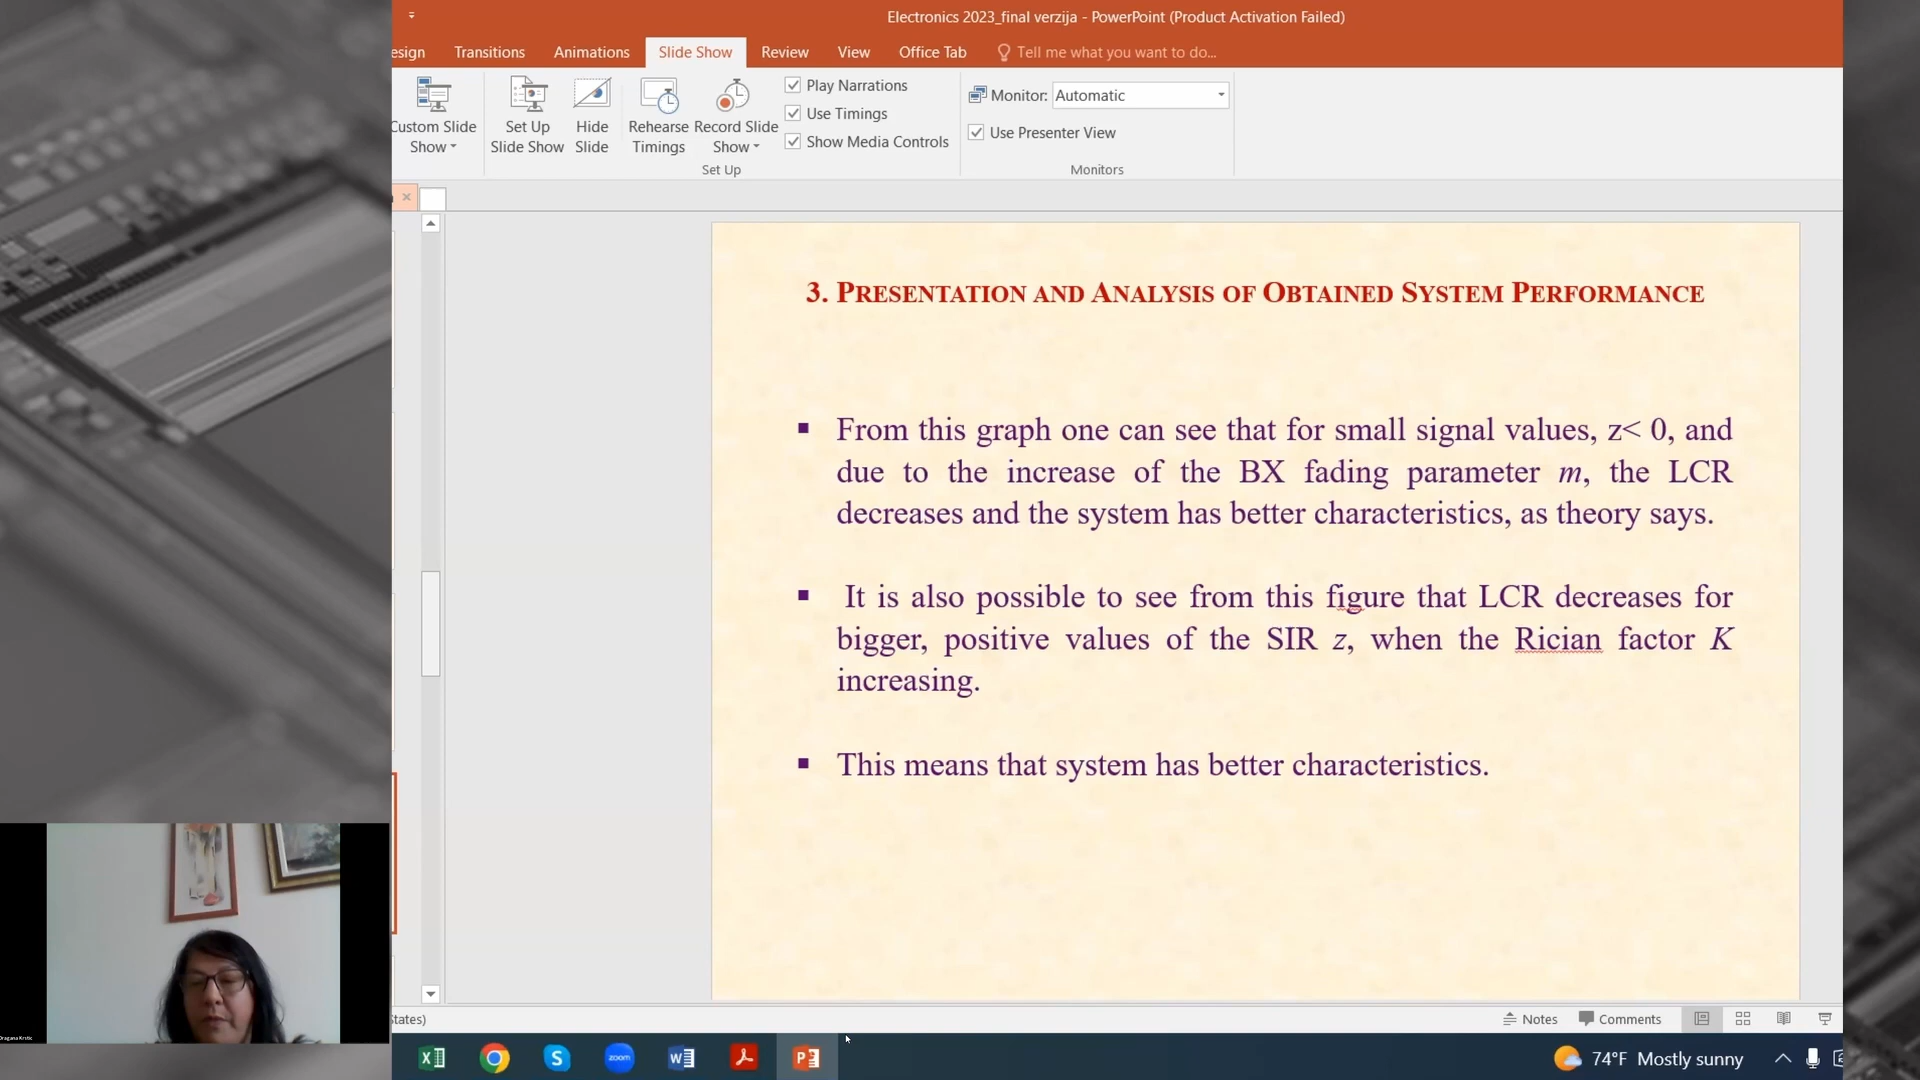 Electronics 2023_final verzija - PowerPoint (Product Activation Failed)
esign Transitions Animations Slide Show Review View Office Tab Tell me what you want to do...
Custom Slide Show
Set Up Slide Show
Hide Slide
Rehearse Timings
Record Slide Show
Play Narrations
Use Timings
Show Media Controls
Set Up
Monitor: Automatic
Use Presenter View
Monitors
3. PRESENTATION AND ANALYSIS OF OBTAINED SYSTEM PERFORMANCE
▪ From this graph one can see that for small signal values, z< 0, and
due to the increase of the BX fading parameter m, the LCR
decreases and the system has better characteristics, as theory says.
▪ It is also possible to see from this figure that LCR decreases for
bigger, positive values of the SIR z, when the Rician factor K
increasing.
▪ This means that system has better characteristics.
Dragana Krstic
States)
Notes Comments
zoom
74°F Mostly sunny